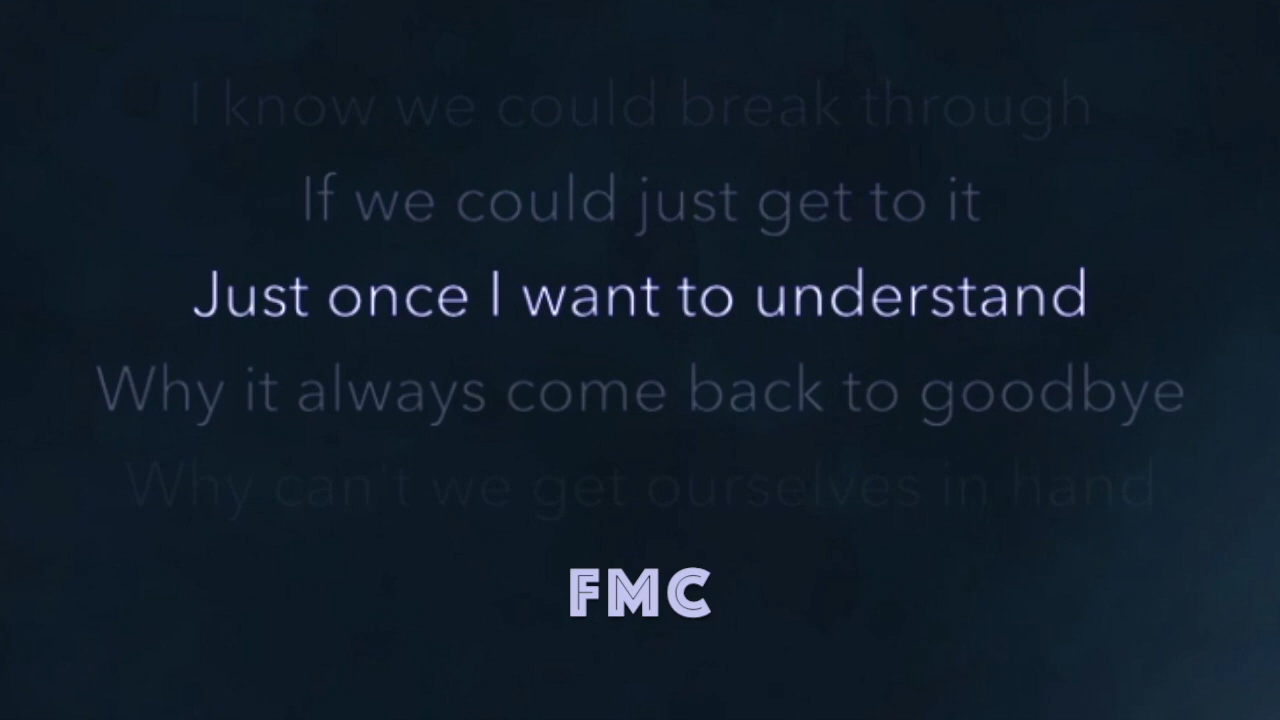 I know we could break through
If we could just get to it
Just once I want to understand
Why it always come back to goodbye
Why can't we get ourselves in hand
FMC